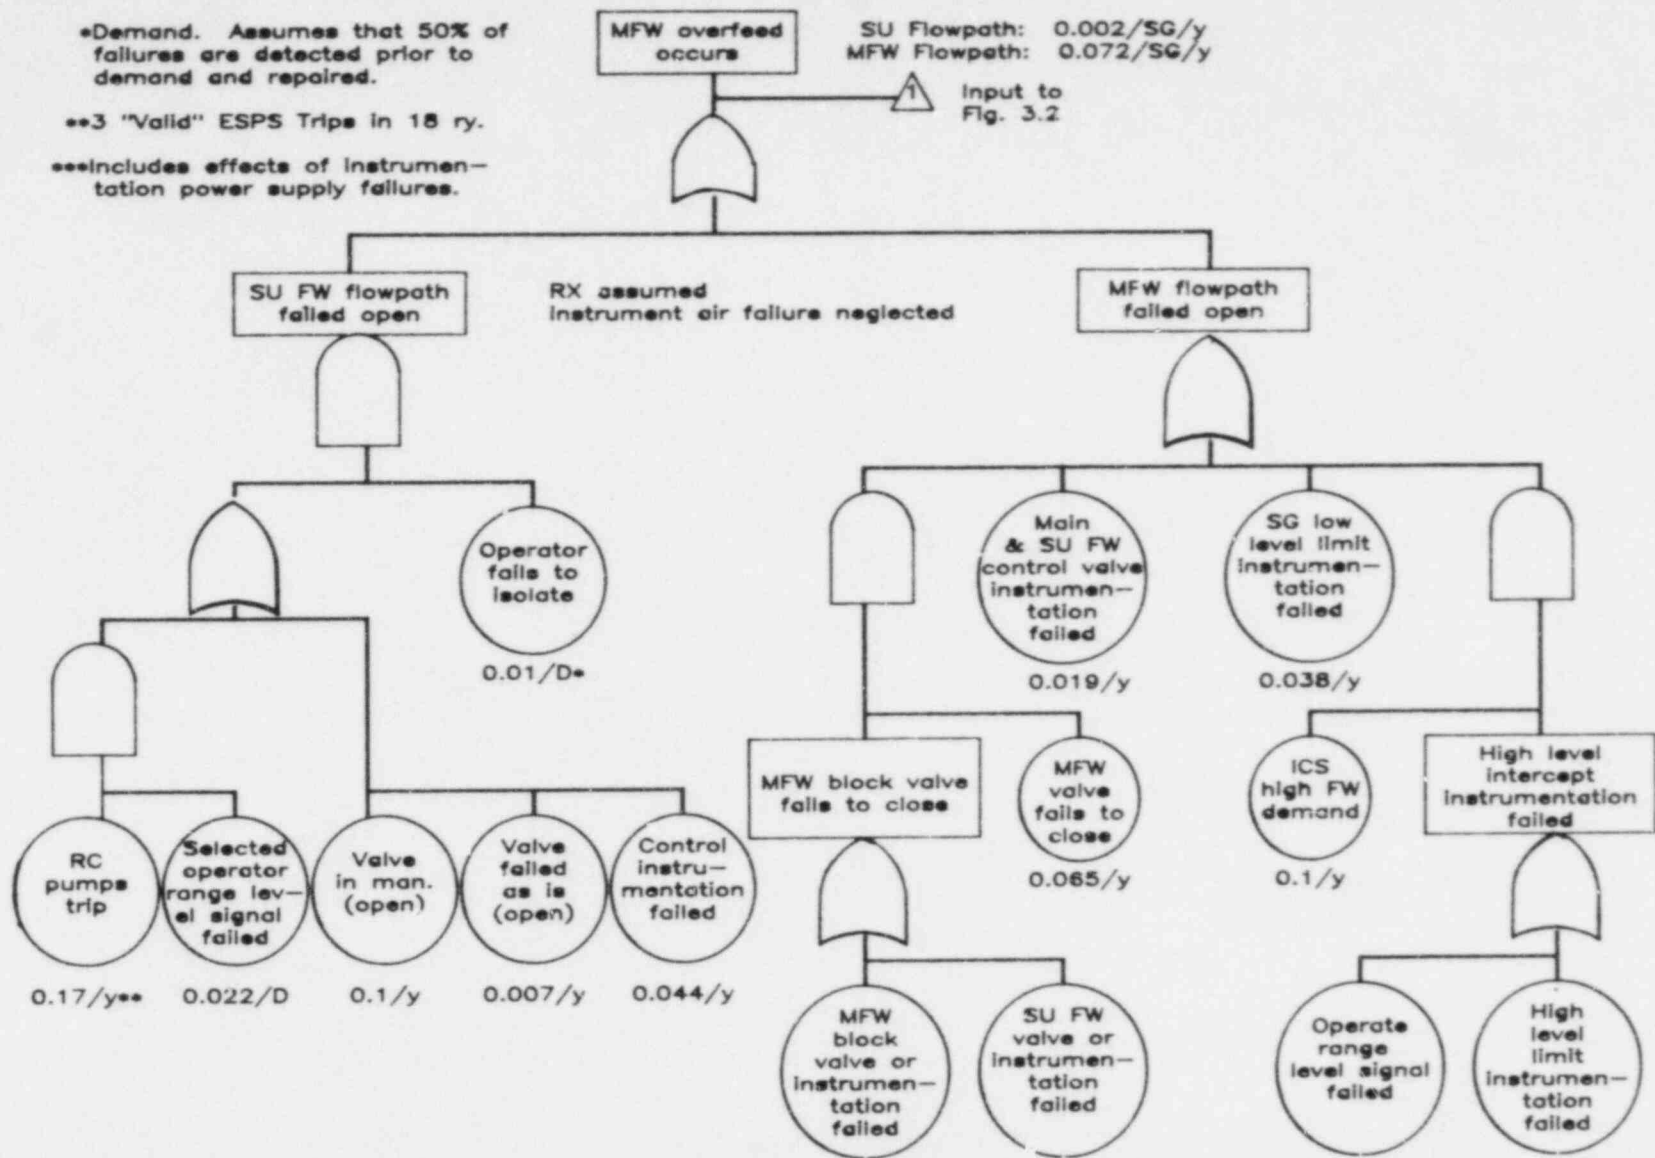 •Demand. Assumes that 50% of
failures are detected prior to
demand and repaired.
••3 "Valid" ESPS Trips in 18 ry.
•••Includes effects of instrumen-
tation power supply failures.
MFW overfeed
occurs
SU Flowpath: 0.002/SG/y
MFW Flowpath: 0.072/SG/y
1
Input to
Fig. 3.2
SU FW flowpath
failed open
RX assumed
instrument air failure neglected
MFW flowpath
failed open
Operator
fails to
isolate
0.01/D•
Main
& SU FW
control valve
instrumen-
tation
failed
0.019/y
SG low
level limit
instrumen-
tation
failed
0.038/y
MFW block valve
fails to close
MFW
valve
fails to
close
0.065/y
ICS
high FW
demand
0.1/y
High level
intercept
instrumentation
failed
RC
pumps
trip
0.17/y••
Selected
operator
range lev-
el signal
failed
0.022/D
Valve
in man.
(open)
0.1/y
Valve
failed
as is
(open)
0.007/y
Control
instru-
mentation
failed
0.044/y
MFW
block
valve or
instrumen-
tation
failed
SU FW
valve or
instrumen-
tation
failed
Operate
range
level signal
failed
High
level
limit
instrumen-
tation
failed